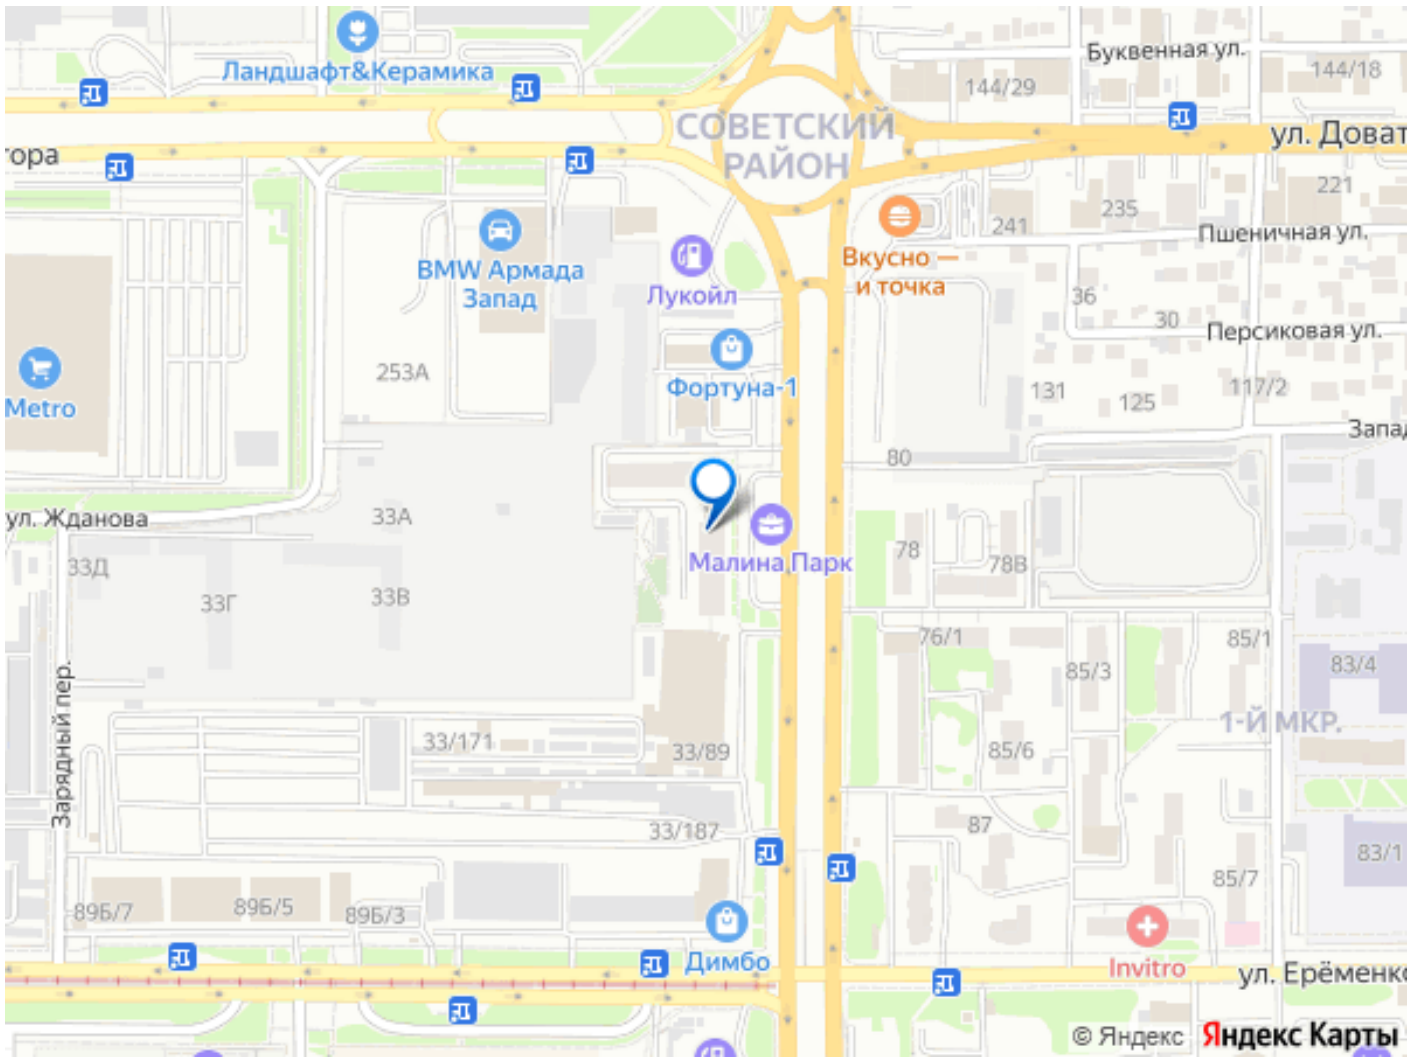 Буквенная ул.
Ландшафт&Керамика
144/29
144/18
СОВЕТСКИЙ
РАЙОН
ул. Доват
гора
221
235
241
Пшеничная ул.
BMW Армада
Запад
Лукойл
Вкусно —
и точка
36
30
Персиковая ул.
253А
Фортуна-1
Metro
131
125
117/2
Запад
80
ул. Жданова
33А
Малина Парк
78
78В
33Д
33Г
33В
76/1
85/1
85/3
83/4
Зарядный пер.
1-Й МКР.
33/171
33/89
85/6
33/187
87
83/1
85/7
89Б/7
89Б/5
89Б/3
Димбо
Invitro
ул. Ерёменко
© Яндекс
Яндекс Карты